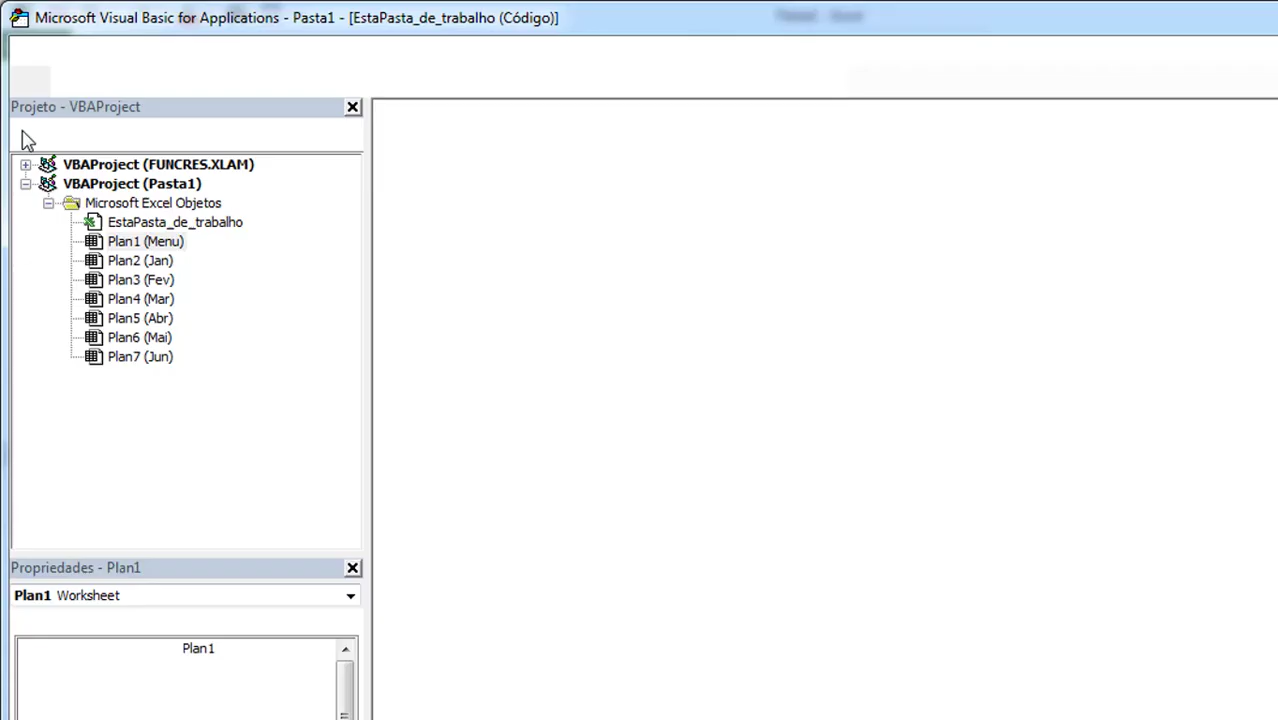 Microsoft Visual Basic for Applications - Pasta1 - [EstaPasta_de_trabalho (Código)]
Projeto - VBAProject
VBAProject (FUNCRES.XLAM)
VBAProject (Pasta1)
Microsoft Excel Objetos
EstaPasta_de_trabalho
Plan1 (Menu)
Plan2 (Jan)
Plan3 (Fev)
Plan4 (Mar)
Plan5 (Abr)
Plan6 (Mai)
Plan7 (Jun)
Propriedades - Plan1
Plan1 Worksheet
Plan1